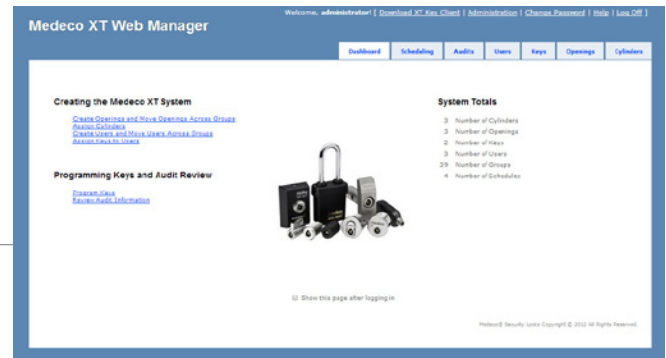 Welcome, administrator! [ Download XT Key Client | Administration | Change Password | Help | Log Off ]
Medeco XT Web Manager
Dashboard Scheduling Audits Users Keys Openings Cylinders
Creating the Medeco XT System
Create Openings and Move Openings Across Groups
Assign Cylinders
Create Users and Move Users Across Groups
Assign Keys to Users
Programming Keys and Audit Review
Program Keys
Review Audit Information
System Totals
3 Number of Cylinders
3 Number of Openings
2 Number of Keys
3 Number of Users
39 Number of Groups
4 Number of Schedules
Show this page after logging in
Medeco® Security Locks Copyright © 2012 All Rights Reserved.